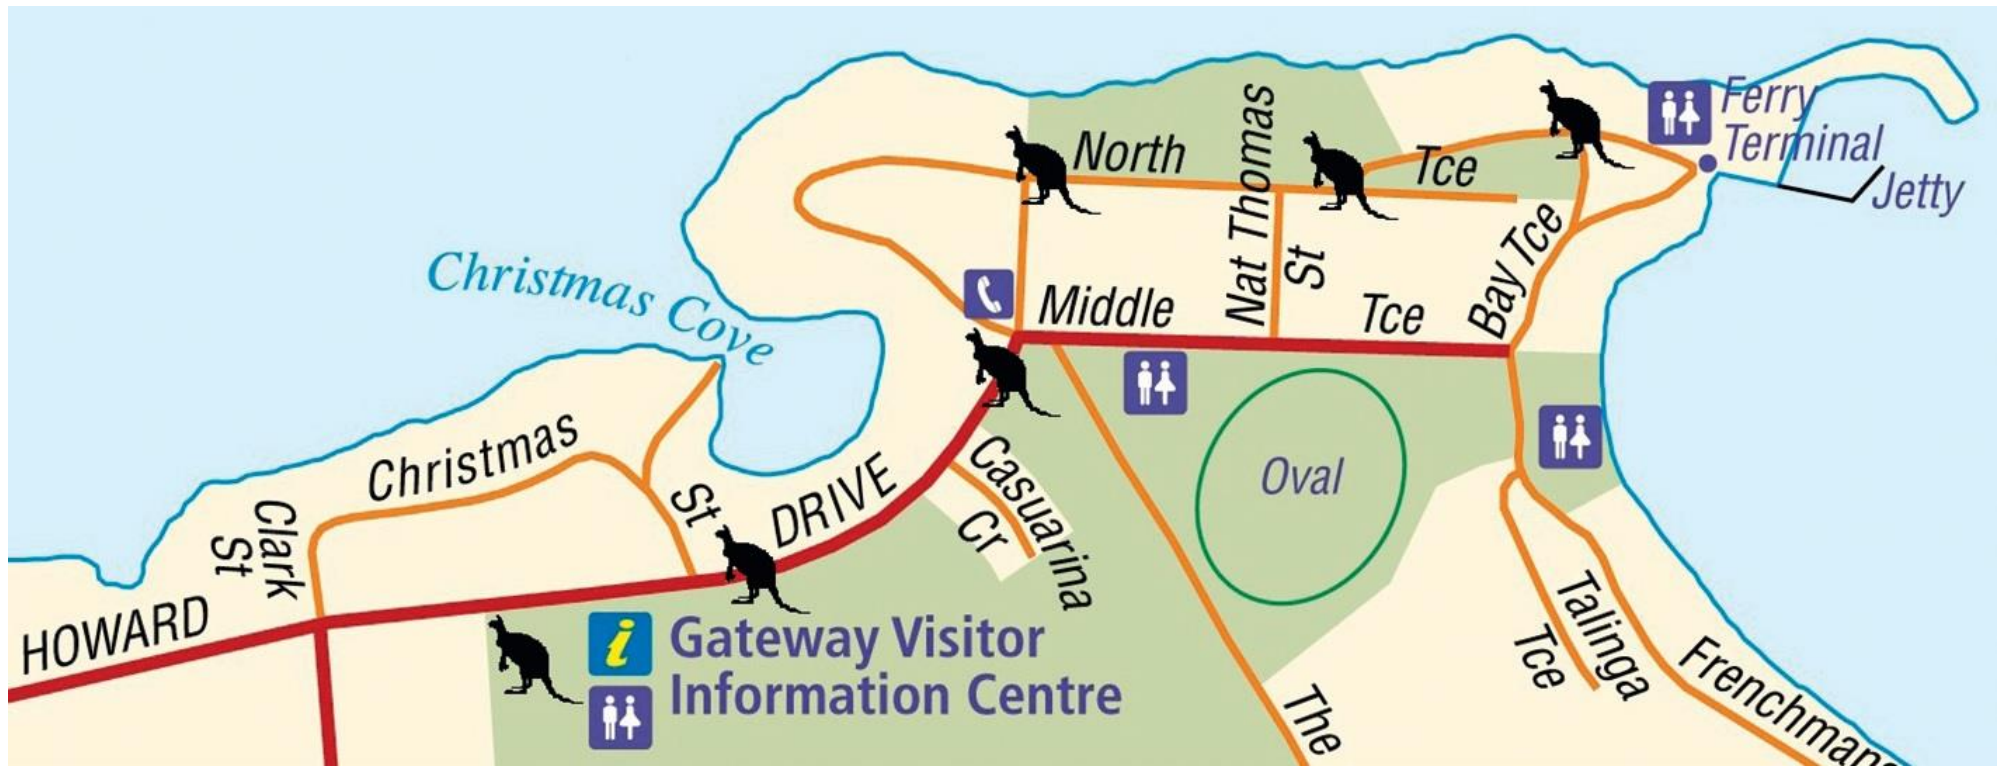 Ferry
Terminal
Jetty
North
Tce
Nat Thomas
St
Bay Tce
Christmas Cove
Middle
Tce
Christmas
St
Clark
St
HOWARD
DRIVE
Casuarina
Cr
Oval
i
Gateway Visitor
Information Centre
The
Talinga
Tce
Frenchmans